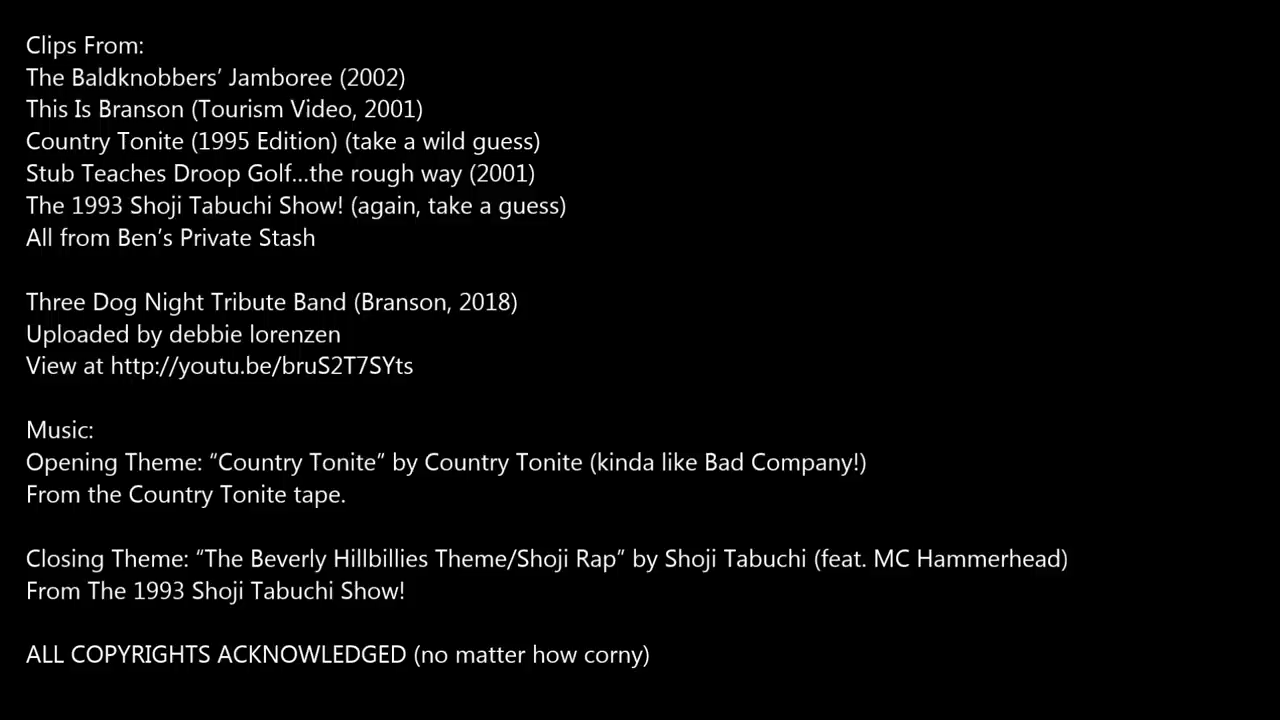 Clips From:
The Baldknobbers’ Jamboree (2002)
This Is Branson (Tourism Video, 2001)
Country Tonite (1995 Edition) (take a wild guess)
Stub Teaches Droop Golf...the rough way (2001)
The 1993 Shoji Tabuchi Show! (again, take a guess)
All from Ben’s Private Stash
Three Dog Night Tribute Band (Branson, 2018)
Uploaded by debbie lorenzen
View at http://youtu.be/bruS2T7SYts
Music:
Opening Theme: “Country Tonite” by Country Tonite (kinda like Bad Company!)
From the Country Tonite tape.
Closing Theme: “The Beverly Hillbillies Theme/Shoji Rap” by Shoji Tabuchi (feat. MC Hammerhead)
From The 1993 Shoji Tabuchi Show!
ALL COPYRIGHTS ACKNOWLEDGED (no matter how corny)